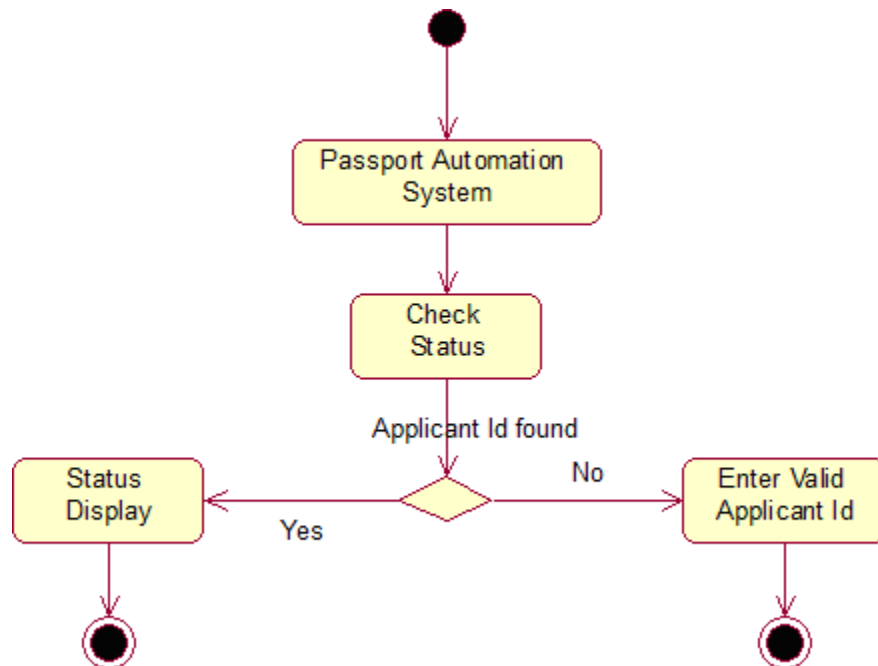 Passport Automation
System
Check
Status
Applicant Id found
Status
Display
Yes
No
Enter Valid
Applicant Id